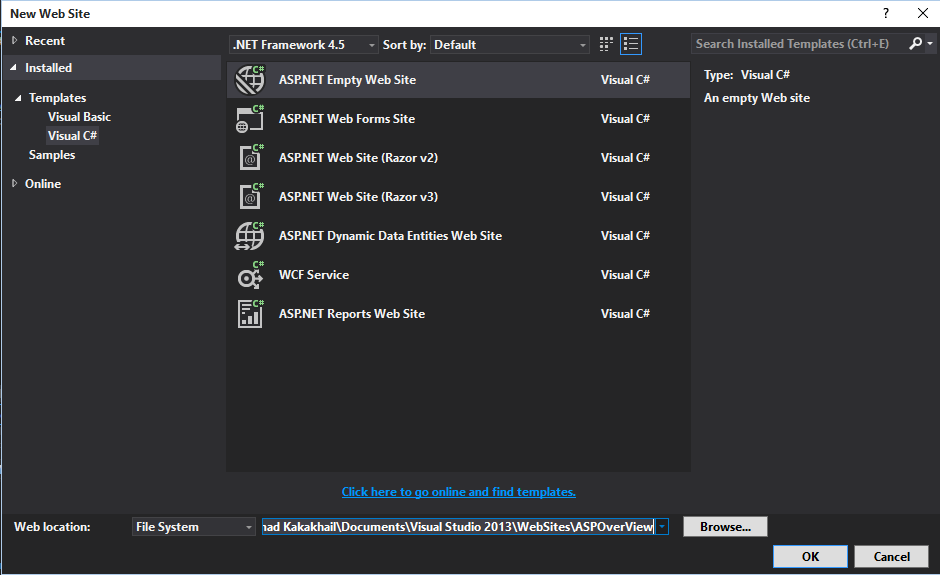 New Web Site
?
Recent
Installed
Templates
Visual Basic
Visual C#
Samples
Online
.NET Framework 4.5
Sort by: Default
Search Installed Templates (Ctrl+E)
ASP.NET Empty Web Site Visual C#
ASP.NET Web Forms Site Visual C#
ASP.NET Web Site (Razor v2) Visual C#
ASP.NET Web Site (Razor v3) Visual C#
ASP.NET Dynamic Data Entities Web Site Visual C#
WCF Service Visual C#
ASP.NET Reports Web Site Visual C#
Type: Visual C#
An empty Web site
Click here to go online and find templates.
Web location: File System Kakakhail\Documents\Visual Studio 2013\WebSites\ASPOverView Browse...
OK Cancel